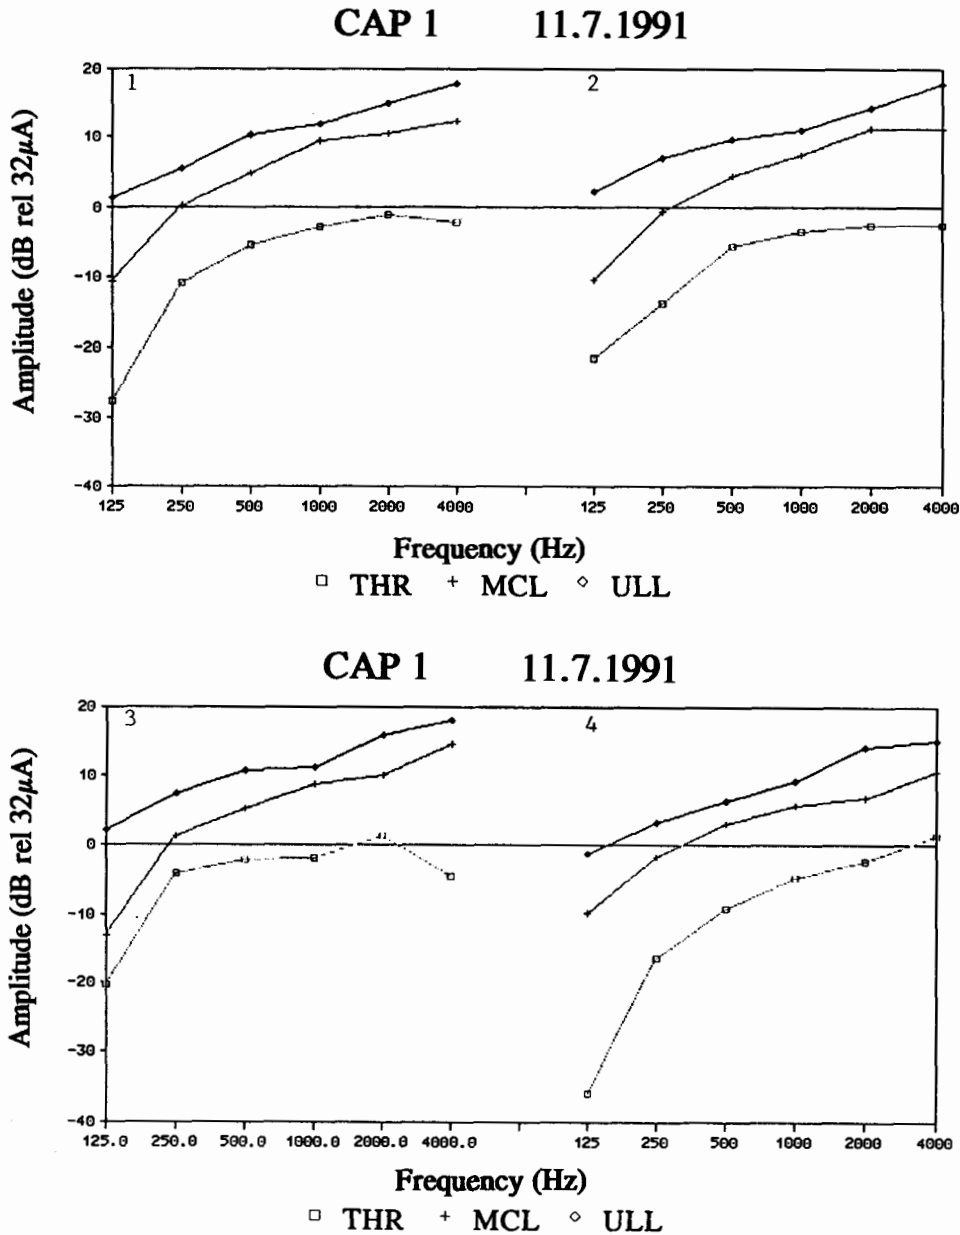 CAP 1 11.7.1991
1 2
Amplitude (dB rel 32μA)
20
10
0
-10
-20
-30
-40
125 250 500 1000 2000 4000 125 250 500 1000 2000 4000
Frequency (Hz)
THR MCL ULL
CAP 1 11.7.1991
3 4
Amplitude (dB rel 32μA)
20
10
0
-10
-20
-30
-40
125.0 250.0 500.0 1000.0 2000.0 4000.0 125 250 500 1000 2000 4000
Frequency (Hz)
THR MCL ULL